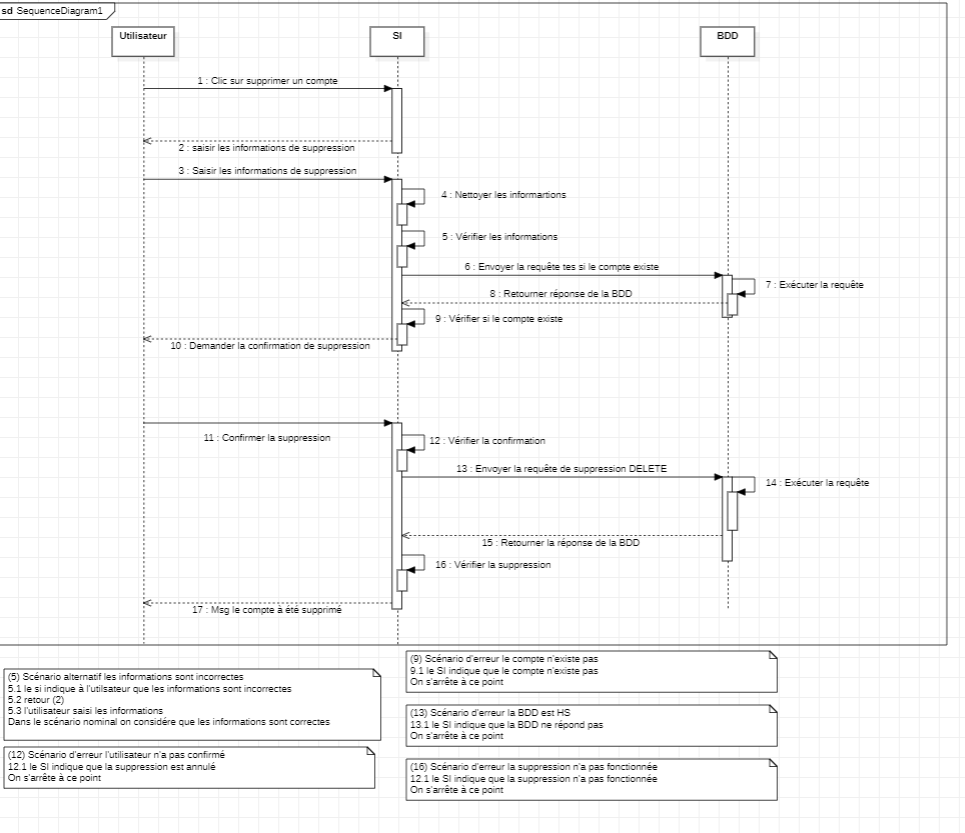 sd SequenceDiagram1
Utilisateur
SI
BDD
1 : Clic sur supprimer un compte
2 : saisir les informations de suppression
3 : Saisir les informations de suppression
4 : Nettoyer les informartions
5 : Vérifier les informations
6 : Envoyer la requête tes si le compte existe
7 : Exécuter la requête
8 : Retourner réponse de la BDD
9 : Vérifier si le compte existe
10 : Demander la confirmation de suppression
11 : Confirmer la suppression
12 : Vérifier la confirmation
13 : Envoyer la requête de suppression DELETE
14 : Exécuter la requête
15 : Retourner la réponse de la BDD
16 : Vérifier la suppression
17 : Msg le compte à été supprimé
(5) Scénario alternatif les informations sont incorrectes
5.1 le si indique à l'utilsateur que les informations sont incorrectes
5.2 retour (2)
5.3 l'utilisateur saisi les informations
Dans le scénario nominal on considére que les informations sont correctes
(12) Scénario d'erreur l'utilisateur n'a pas confirmé
12.1 le SI indique que la suppression est annulé
On s'arrête à ce point
(9) Scénario d'erreur le compte n'existe pas
9.1 le SI indique que le compte n'existe pas
On s'arrête à ce point
(13) Scénario d'erreur la BDD est HS
13.1 le SI indique que la BDD ne répond pas
On s'arrête à ce point
(16) Scénario d'erreur la suppression n'a pas fonctionnée
12.1 le SI indique que la suppression n'a pas fonctionnée
On s'arrête à ce point